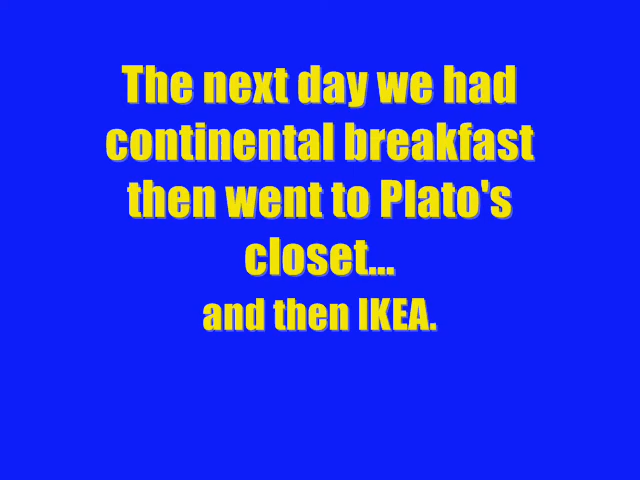 The next day we had
continental breakfast
then went to Plato's
closet...
and then IKEA.